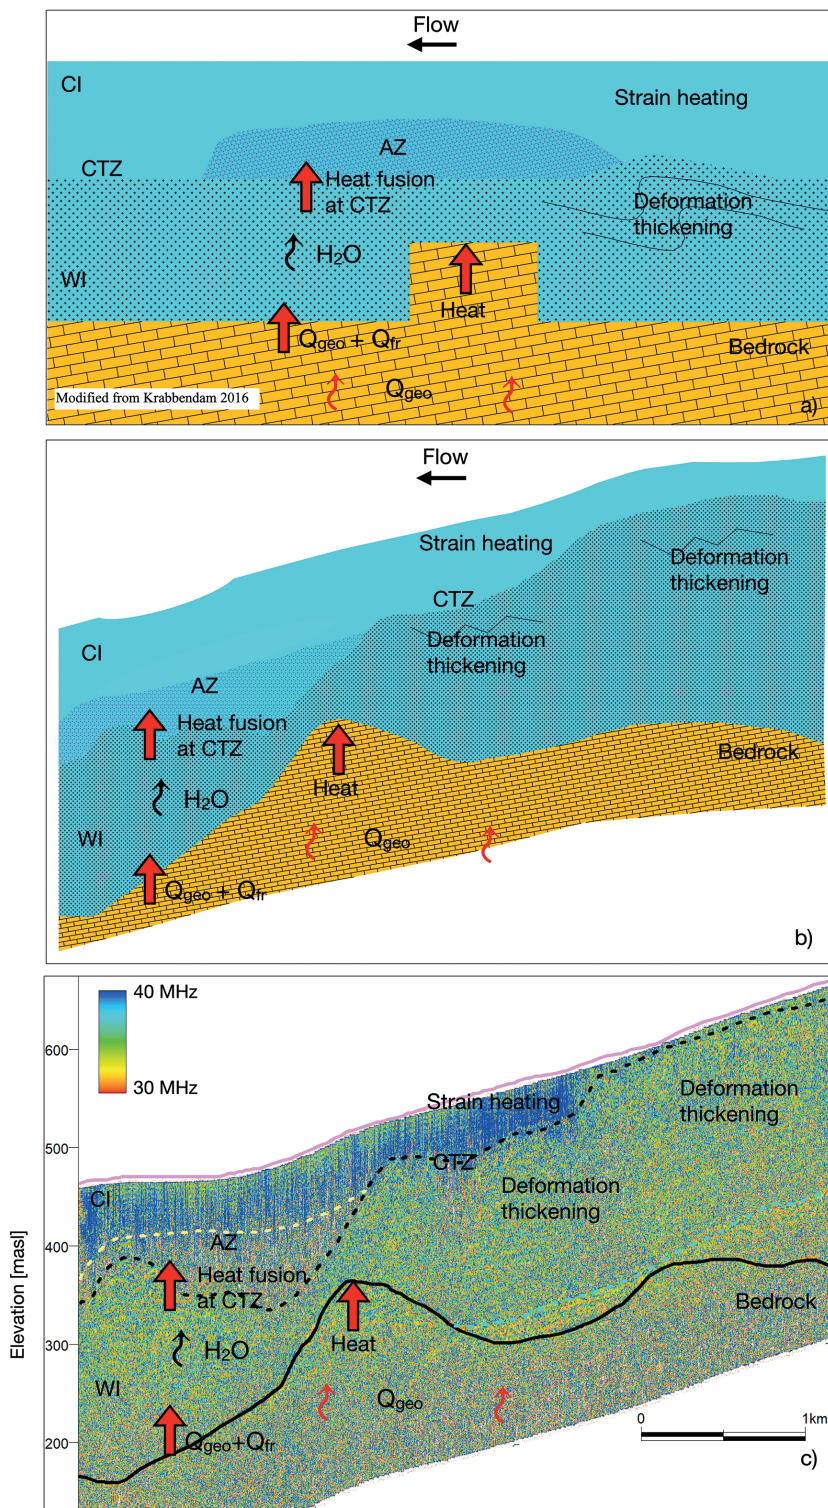 Flow
CI
Strain heating
AZ
CTZ
Heat fusion
at CTZ
Deformation
thickening
H2O
WI
Heat
Qgeo + Qfr
Bedrock
Qgeo
Modified from Krabbendam 2016
a)
Flow
Strain heating
Deformation
thickening
CTZ
Deformation
thickening
CI
AZ
Heat fusion
at CTZ
Bedrock
Heat
H2O
Qgeo
WI
Qgeo + Qfr
b)
40 MHz
30 MHz
600
Strain heating
Deformation
thickening
500
CTZ
Deformation
thickening
CI
AZ
400
Heat fusion
at CTZ
Bedrock
Elevation [masl]
300
H2O
Heat
WI
Qgeo
0
1km
Qgeo+Qfr
200
c)